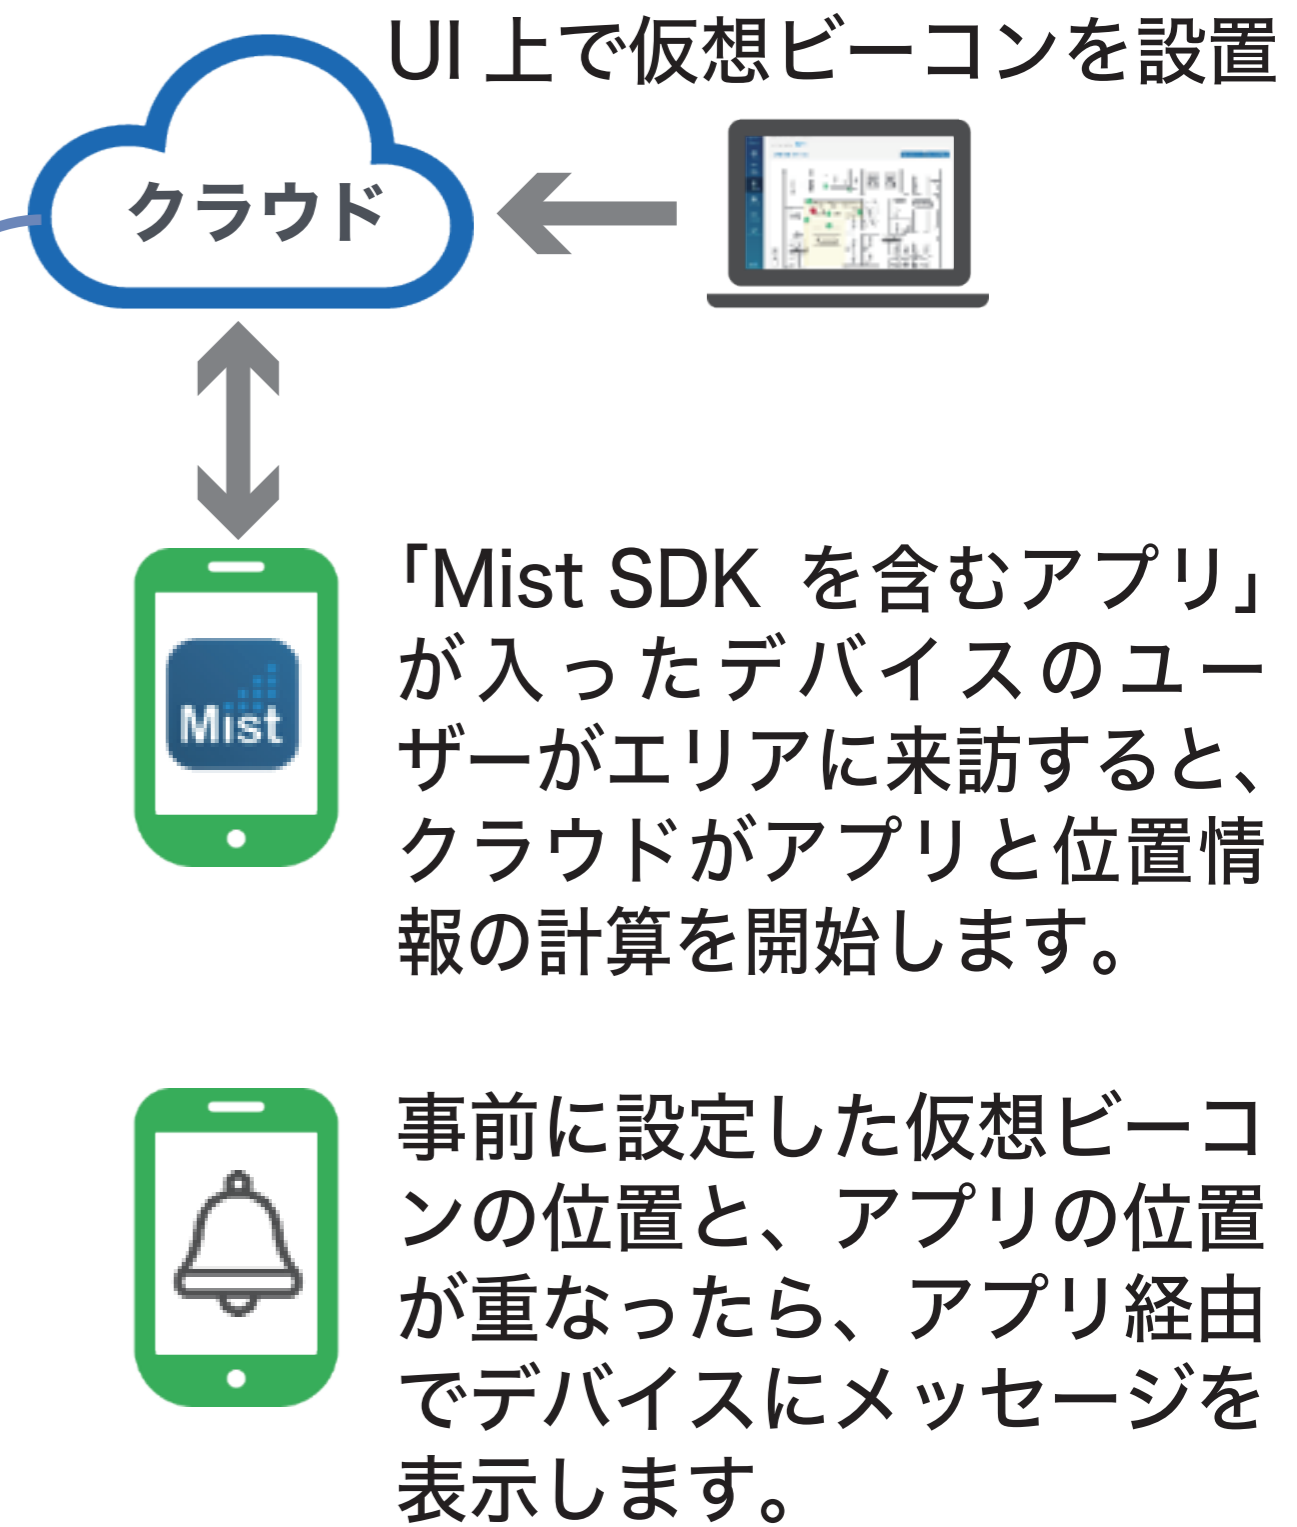 UI 上で仮想ビーコンを設置
クラウド
「Mist SDK を含むアプリ」
が入ったデバイスのユー
ザーがエリアに来訪すると、
クラウドがアプリと位置情
報の計算を開始します。
Mist
事前に設定した仮想ビーコ
ンの位置と、アプリの位置
が重なったら、アプリ経由
でデバイスにメッセージを
表示します。